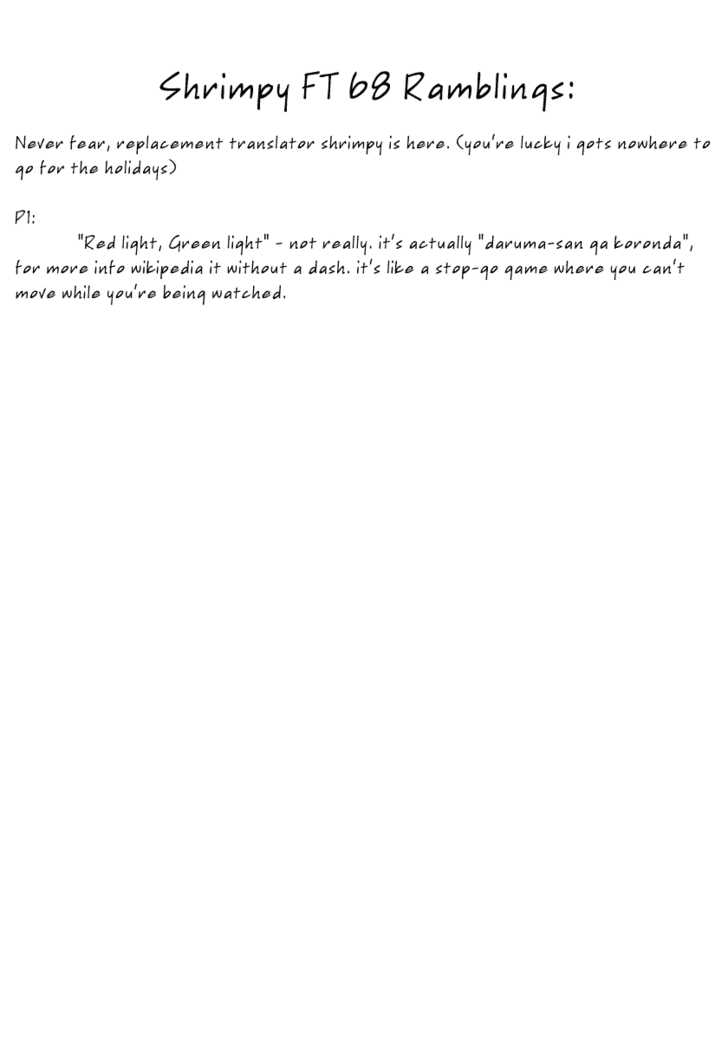 Shrimpy FT 68 Ramblings:
Never fear, replacement translator shrimpy is here. (you're lucky i gots nowhere to
go for the holidays)
P1:
"Red light, Green light" - not really. it's actually "daruma-san ga koronda",
for more info wikipedia it without a dash. it's like a stop-go game where you can't
move while you're being watched.